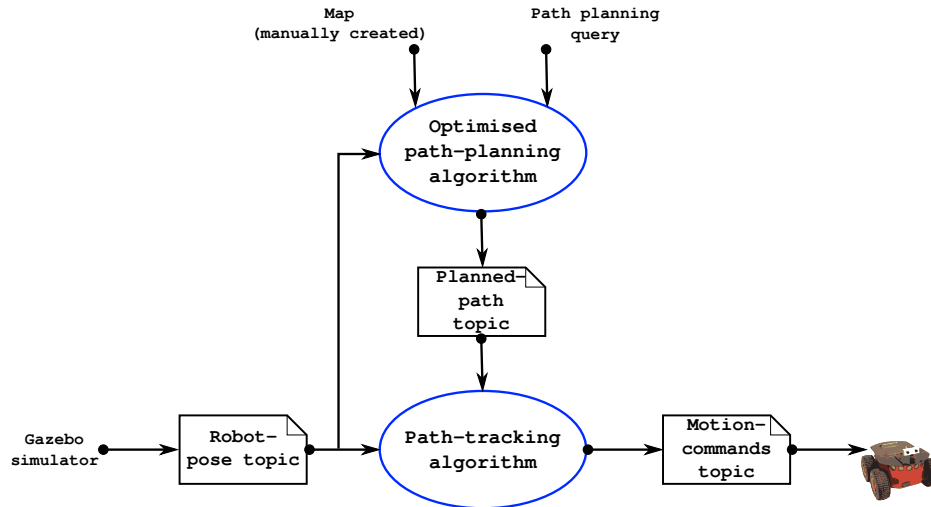 Map
(manually created)
Path planning
query
Optimised
path-planning
algorithm
Planned-
path
topic
Gazebo
simulator
Robot-
pose topic
Path-tracking
algorithm
Motion-
commands
topic